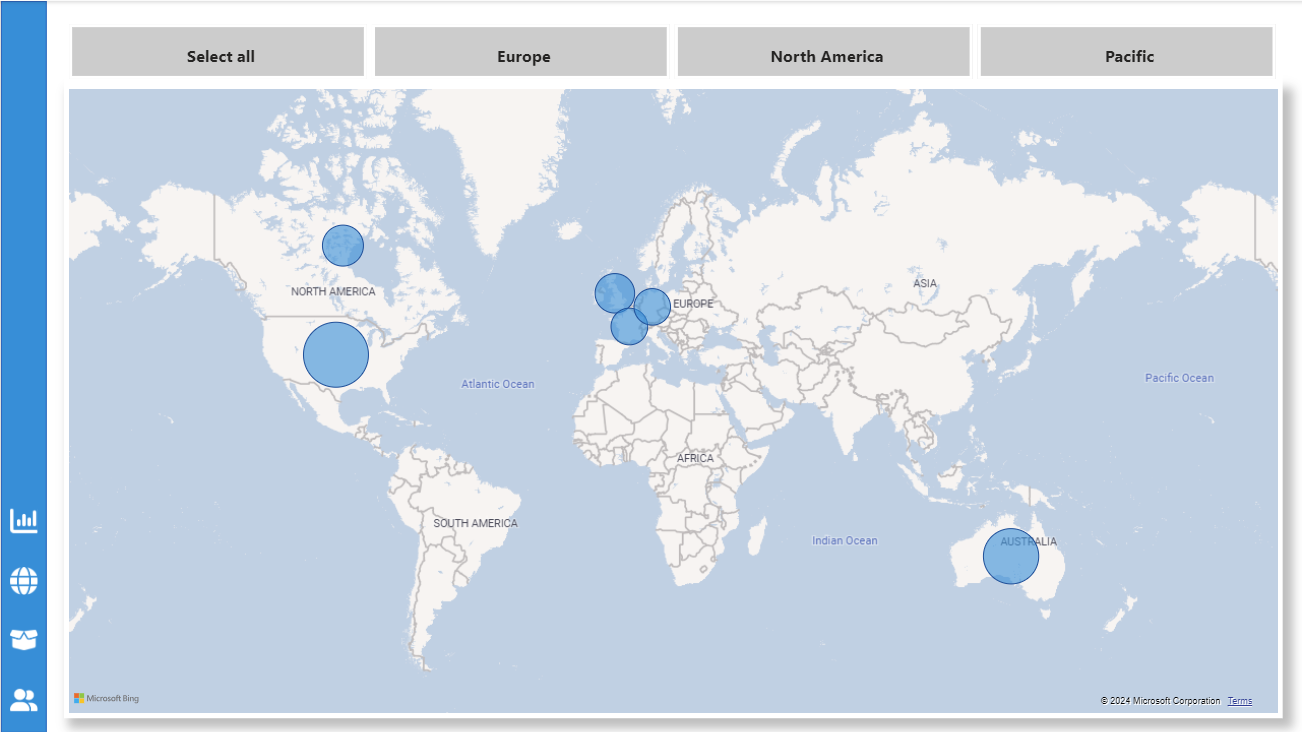 Select all
Europe
North America
Pacific
ASIA
NORTH AMERICA
EUROPE
Pacific Ocean
Atlantic Ocean
AFRICA
SOUTH AMERICA
Indian Ocean
AUSTRALIA
Microsoft Bing
© 2024 Microsoft Corporation Terms